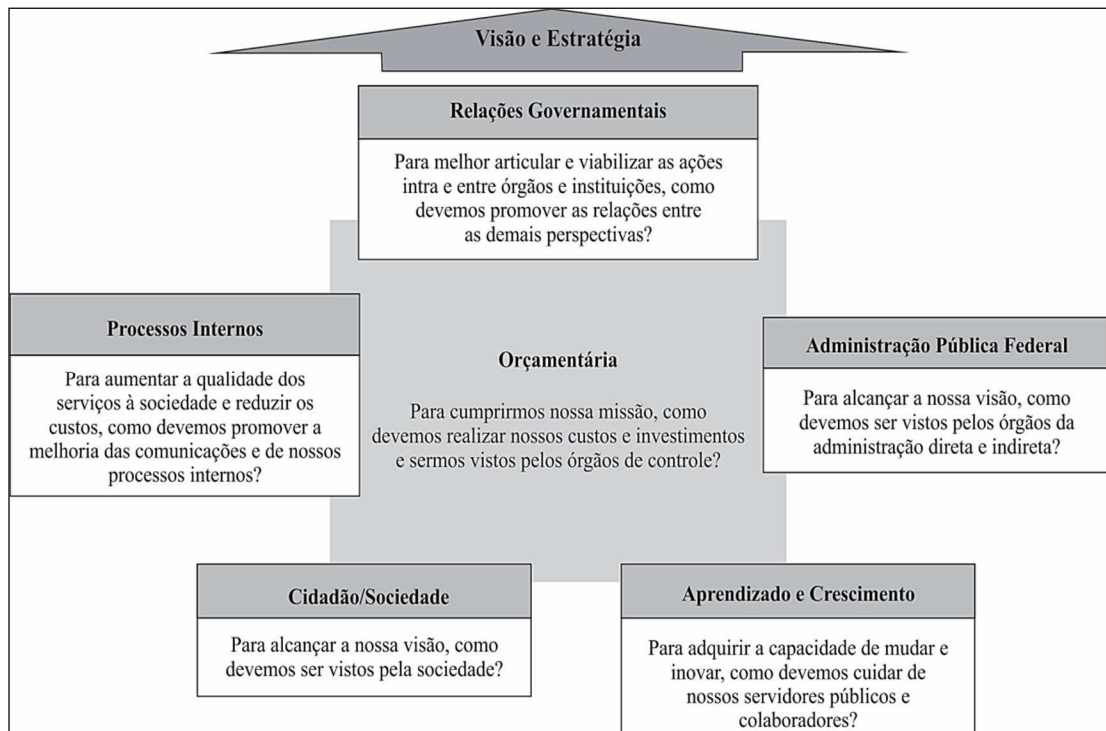 Visão e Estratégia
Relações Governamentais
Para melhor articular e viabilizar as ações
intra e entre órgãos e instituições, como
devemos promover as relações entre
as demais perspectivas?
Processos Internos
Para aumentar a qualidade dos
serviços à sociedade e reduzir os
custos, como devemos promover a
melhoria das comunicações e de nossos
processos internos?
Orçamentária
Para cumprirmos nossa missão, como
devemos realizar nossos custos e investimentos
e sermos vistos pelos órgãos de controle?
Administração Pública Federal
Para alcançar a nossa visão, como
devemos ser vistos pelos órgãos da
administração direta e indireta?
Cidadão/Sociedade
Para alcançar a nossa visão, como
devemos ser vistos pela sociedade?
Aprendizado e Crescimento
Para adquirir a capacidade de mudar e
inovar, como devemos cuidar de
nossos servidores públicos e
colaboradores?